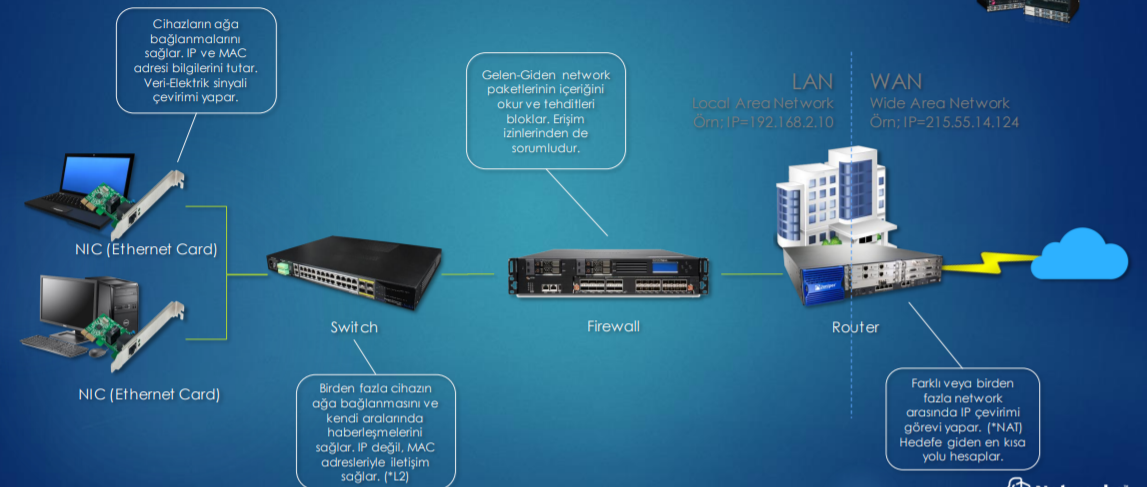 Cihazların ağa
bağlanmalarını
sağlar. IP ve MAC
adresi bilgilerini tutar.
Veri-Elektrik sinyali
çevirimi yapar.
Gelen-Giden network
paketlerinin içeriğini
okur ve tehditleri
bloklar. Erişim
izinlerinden de
sorumludur.
LAN
Local Area Network
Örn; IP=192.168.2.10
WAN
Wide Area Network
Örn; IP=215.55.14.124
NIC (Ethernet Card)
NIC (Ethernet Card)
Switch
Firewall
Router
Birden fazla cihazın
ağa bağlanmasını ve
kendi aralarında
haberleşmelerini
sağlar. IP değil, MAC
adresleriyle iletişim
sağlar. (*L2)
Farklı veya birden
fazla network
arasında IP çevirimi
görevi yapar. (*NAT)
Hedefe giden en kısa
yolu hesaplar.